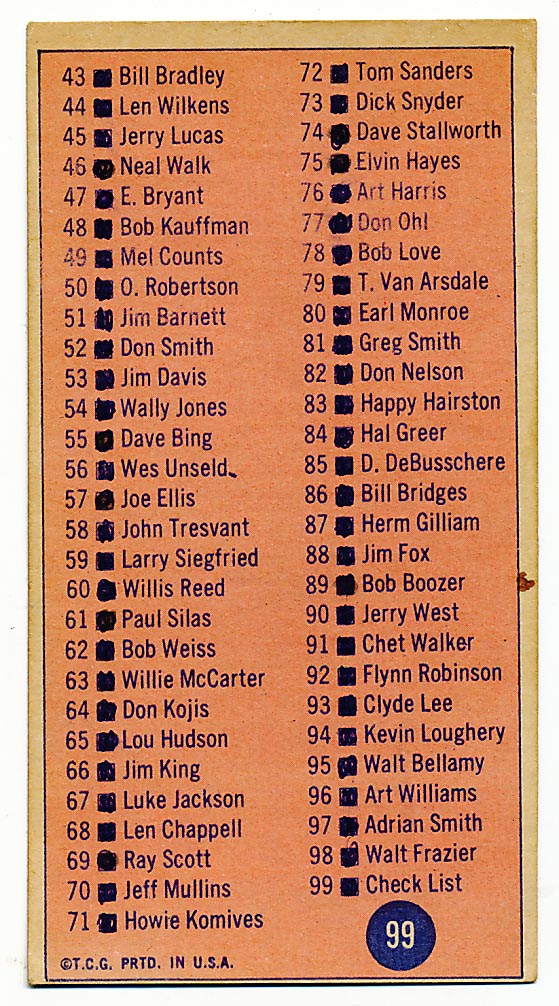 43 Bill Bradley
44 Len Wilkens
45 Jerry Lucas
46 Neal Walk
47 E. Bryant
48 Bob Kauffman
49 Mel Counts
50 O. Robertson
51 Jim Barnett
52 Don Smith
53 Jim Davis
54 Wally Jones
55 Dave Bing
56 Wes Unseld
57 Joe Ellis
58 John Tresvant
59 Larry Siegfried
60 Willis Reed
61 Paul Silas
62 Bob Weiss
63 Willie McCarter
64 Don Kojis
65 Lou Hudson
66 Jim King
67 Luke Jackson
68 Len Chappell
69 Ray Scott
70 Jeff Mullins
71 Howie Komives
72 Tom Sanders
73 Dick Snyder
74 Dave Stallworth
75 Elvin Hayes
76 Art Harris
77 Don Ohl
78 Bob Love
79 T. Van Arsdale
80 Earl Monroe
81 Greg Smith
82 Don Nelson
83 Happy Hairston
84 Hal Greer
85 D. DeBusschere
86 Bill Bridges
87 Herm Gilliam
88 Jim Fox
89 Bob Boozer
90 Jerry West
91 Chet Walker
92 Flynn Robinson
93 Clyde Lee
94 Kevin Loughery
95 Walt Bellamy
96 Art Williams
97 Adrian Smith
98 Walt Frazier
99 Check List
99
©T.C.G. PRTD. IN U.S.A.